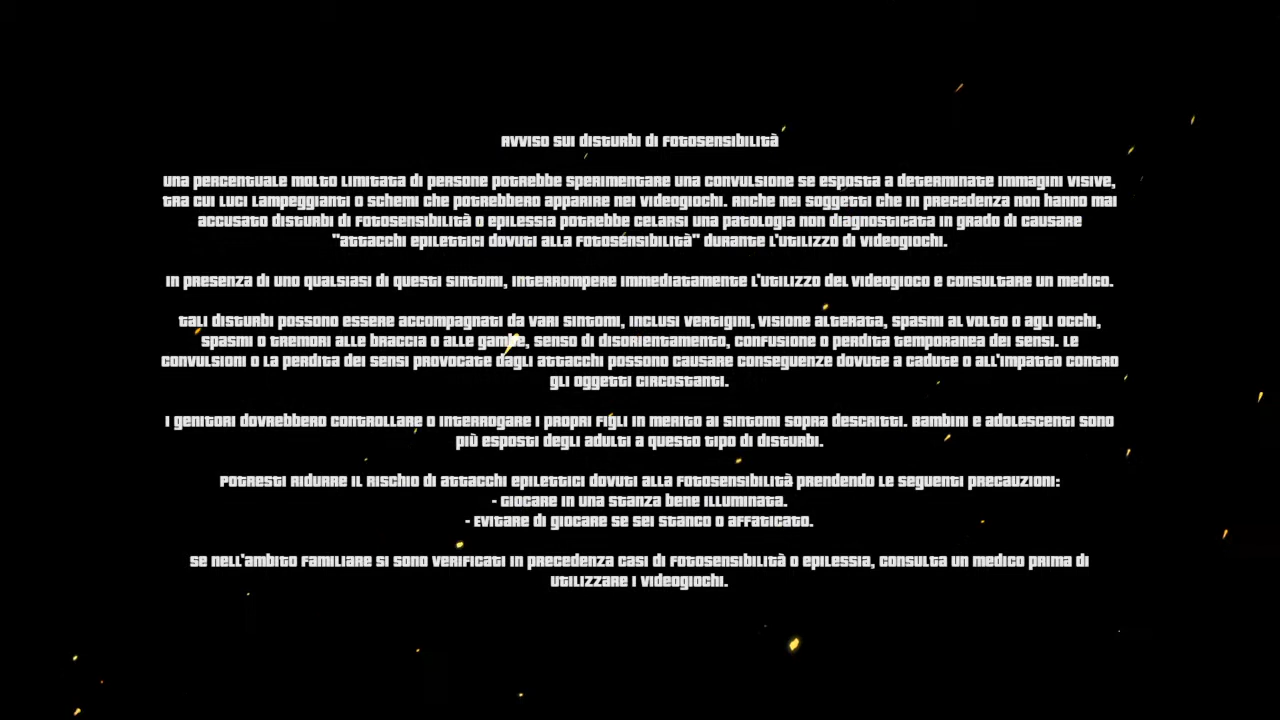 Avviso sui disturbi di fotosensibilità
Una percentuale molto limitata di persone potrebbe sperimentare una convulsione se esposta a determinate immagini visive,
tra cui luci lampeggianti o schemi che potrebbero apparire nei videogiochi. Anche nei soggetti che in precedenza non hanno mai
accusato disturbi di fotosensibilità o epilessia potrebbe celarsi una patologia non diagnosticata in grado di causare
"attacchi epilettici dovuti alla fotosensibilità" durante l'utilizzo di videogiochi.
In presenza di uno qualsiasi di questi sintomi, interrompere immediatamente l'utilizzo del videogioco e consultare un medico.
Tali disturbi possono essere accompagnati da vari sintomi, inclusi vertigini, visione alterata, spasmi al volto o agli occhi,
spasmi o tremori alle braccia o alle gambe, senso di disorientamento, confusione o perdita temporanea dei sensi. Le
convulsioni o la perdita dei sensi provocate dagli attacchi possono causare conseguenze dovute a cadute o all'impatto contro
gli oggetti circostanti.
I genitori dovrebbero controllare o interrogare i propri figli in merito ai sintomi sopra descritti. Bambini e adolescenti sono
più esposti degli adulti a questo tipo di disturbi.
Potresti ridurre il rischio di attacchi epilettici dovuti alla fotosensibilità prendendo le seguenti precauzioni:
- Giocare in una stanza bene illuminata.
- Evitare di giocare se sei stanco o affaticato.
Se nell'ambito familiare si sono verificati in precedenza casi di fotosensibilità o epilessia, consulta un medico prima di
utilizzare i videogiochi.